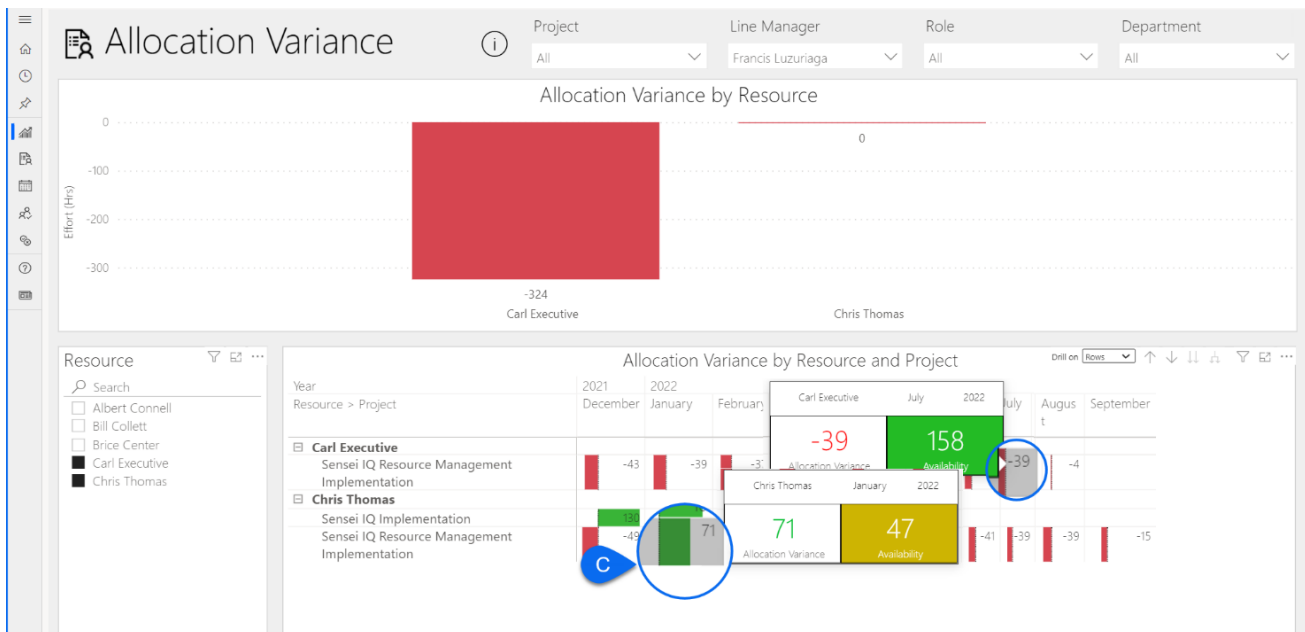 Allocation Variance
Project
Line Manager
Role
Department
All
Francis Luzuriaga
All
All
Allocation Variance by Resource
Effort (Hrs)
0
-100
-200
-300
0
-324
Carl Executive
Chris Thomas
Resource
Search
Albert Connell
Bill Collett
Brice Center
Carl Executive
Chris Thomas
Allocation Variance by Resource and Project
Drill on Rows
Year
2021
2022
Resource > Project
December
January
February
July
Augus
t
September
Carl Executive
Sensei IQ Resource Management
Implementation
-43
-39
-39
-4
Chris Thomas
Sensei IQ Implementation
130
Sensei IQ Resource Management
Implementation
-49
71
-41
-39
-39
-15
Carl Executive
July
2022
-39
Allocation Variance
158
Availability
Chris Thomas
January
2022
71
Allocation Variance
47
Availability
C